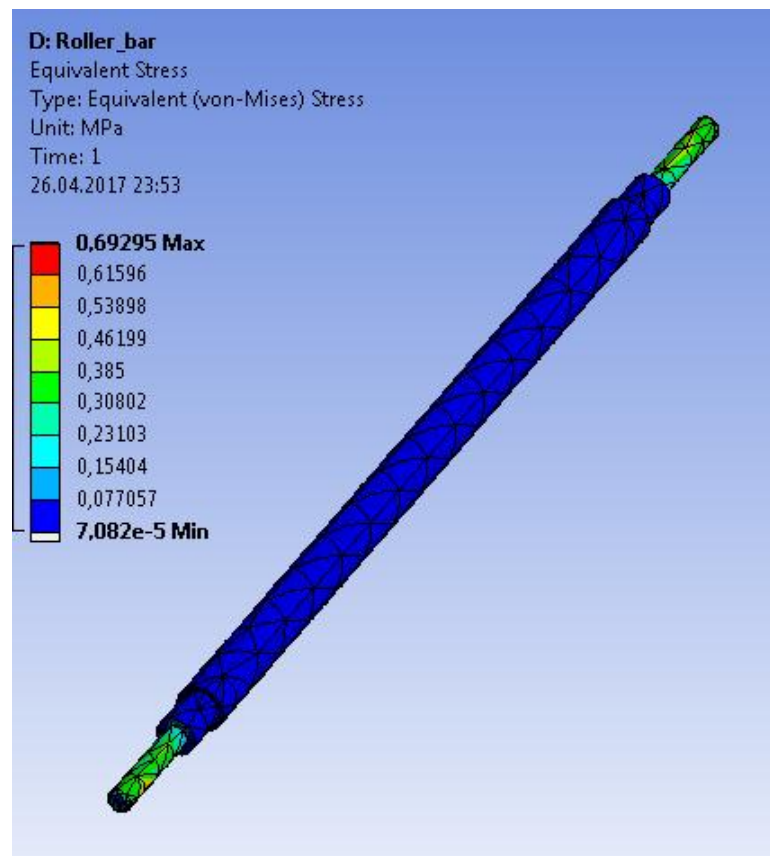 D: Roller_bar
Equivalent Stress
Type: Equivalent (von-Mises) Stress
Unit: MPa
Time: 1
26.04.2017 23:53
0,69295 Max
0,61596
0,53898
0,46199
0,385
0,30802
0,23103
0,15404
0,077057
7,082e-5 Min